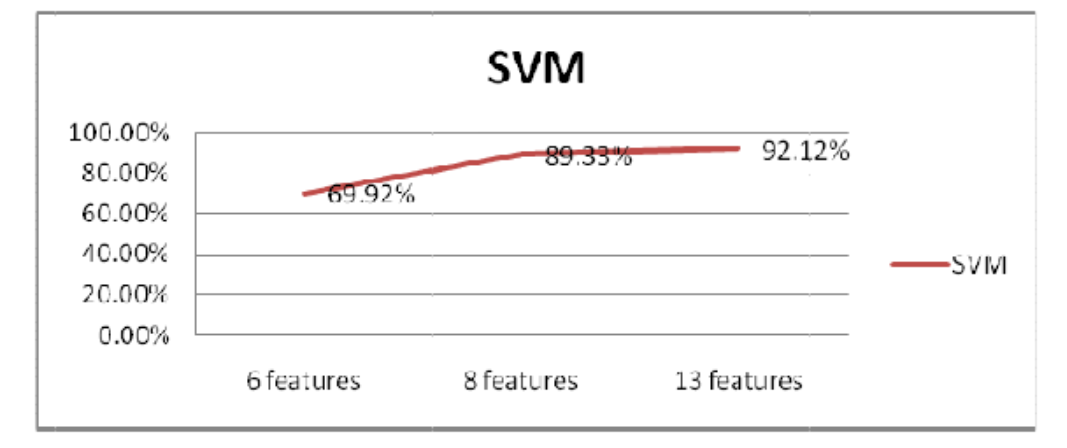 SVM
100.00%
80.00%
60.00%
40.00%
20.00%
0.00%
69.92%
89.33%
92.12%
SVM
6 features
8 features
13 features